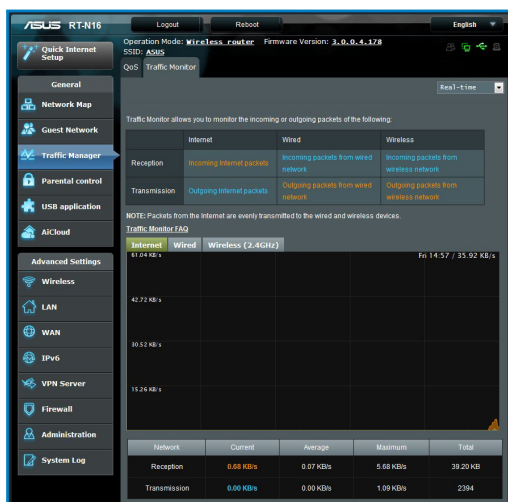 ASUS RT-N16
Logout
Reboot
English
Operation Mode: Wireless router Firmware Version: 3.0.0.4.178
SSID: ASUS
Quick Internet
Setup
QoS Traffic Monitor
General
Network Map
Guest Network
Traffic Manager
Parental control
USB application
AiCloud
Advanced Settings
Wireless
LAN
WAN
IPv6
VPN Server
Firewall
Administration
System Log
Real-time
Traffic Monitor allows you to monitor the incoming or outgoing packets of the following:
Internet Wired Wireless
Reception Incoming Internet packets Incoming packets from wired network Incoming packets from wireless network
Transmission Outgoing Internet packets Outgoing packets from wired network Outgoing packets from wireless network
NOTE: Packets from the Internet are evenly transmitted to the wired and wireless devices.
Traffic Monitor FAQ
Internet Wired Wireless (2.4GHz)
61.04 KB/s
Fri 14:57 / 35.92 KB/s
42.72 KB/s
30.52 KB/s
15.26 KB/s
Network Current Average Maximum Total
Reception 0.68 KB/s 0.07 KB/s 5.68 KB/s 39.20 KB
Transmission 0.00 KB/s 0.00 KB/s 1.09 KB/s 2394